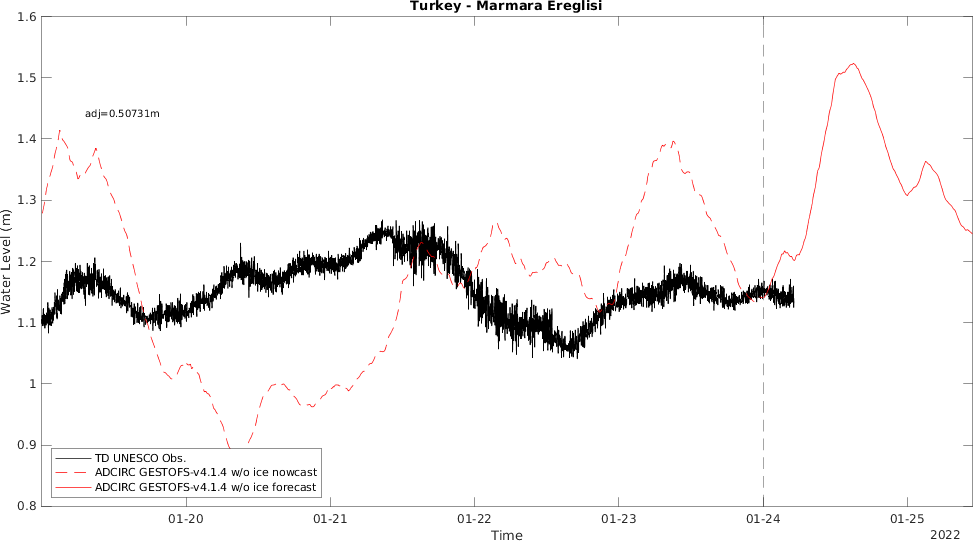 Turkey - Marmara Ereglisi
1.6
1.5
1.4
1.3
1.2
1.1
1
0.9
0.8
Water Level (m)
adj=0.50731m
TD UNESCO Obs.
ADCIRC GESTOFS-v4.1.4 w/o ice nowcast
ADCIRC GESTOFS-v4.1.4 w/o ice forecast
01-20 01-21 01-22 01-23 01-24 01-25
Time
2022